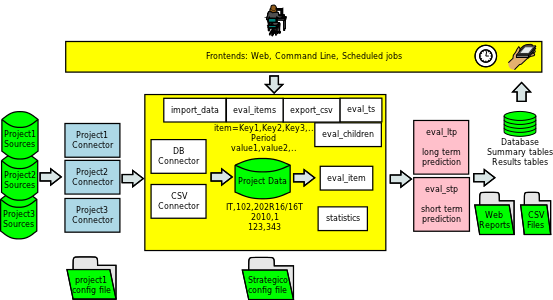 Frontends: Web, Command Line, Scheduled jobs
import_data
eval_items
export_csv
eval_ts
item=Key1,Key2,Key3,..
Period
value1,value2,..
eval_children
Project1
Sources
Project2
Sources
Project3
Sources
Project1
Connector
Project2
Connector
Project3
Connector
DB
Connector
CSV
Connector
Project Data
IT,102,202R16/16T
2010,1
123,343
eval_item
statistics
eval_ltp
long term
prediction
eval_stp
short term
prediction
Database
Summary tables
Results tables
Web
Reports
CSV
Files
project1
config file
Strategico
config file